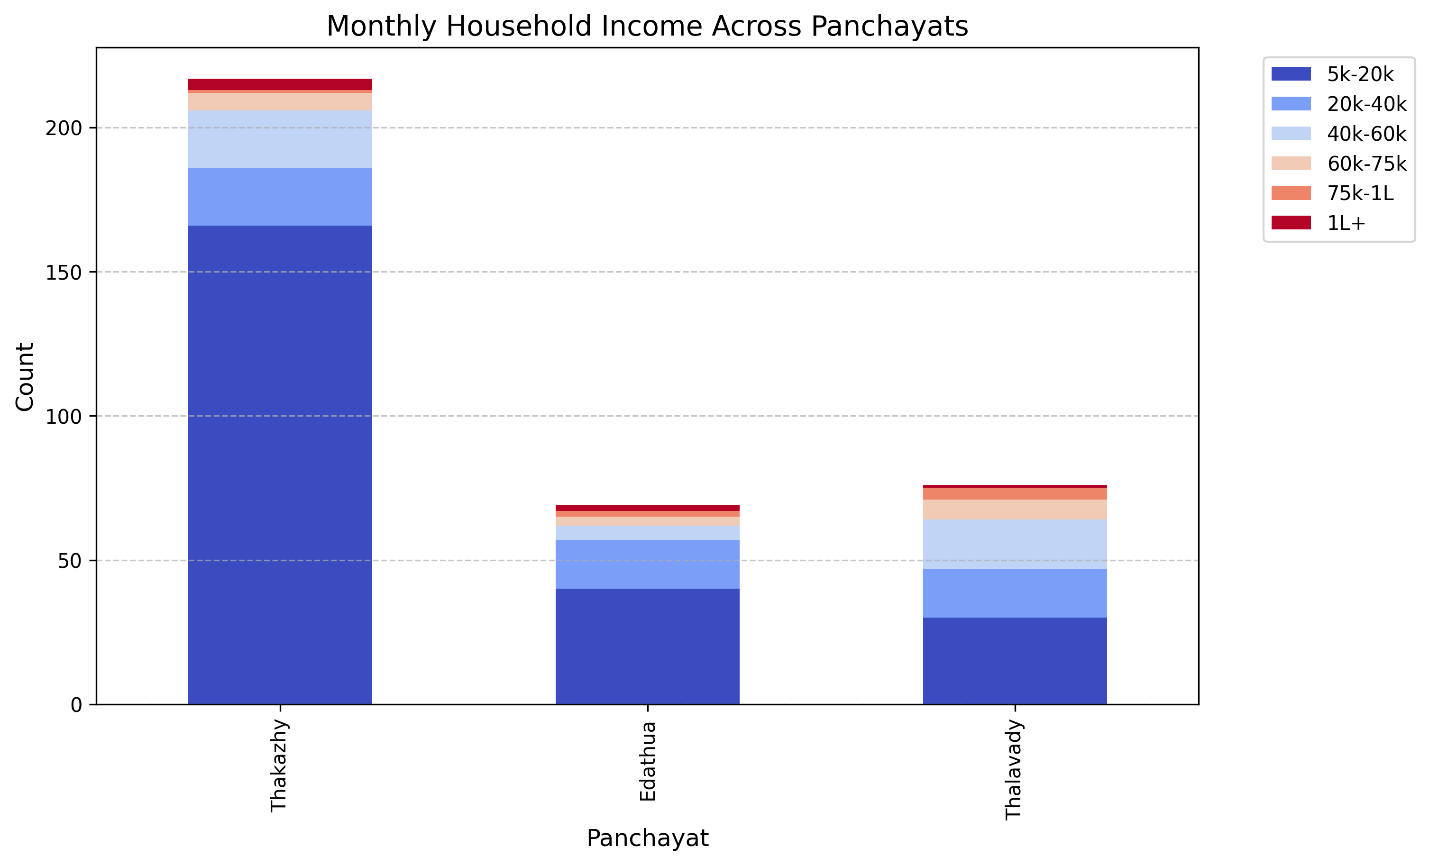 Monthly Household Income Across Panchayats
5k-20k
20k-40k
40k-60k
60k-75k
75k-1L
1L+
200
150
100
50
0
Count
Thakazhy
Edathua
Thalavady
Panchayat